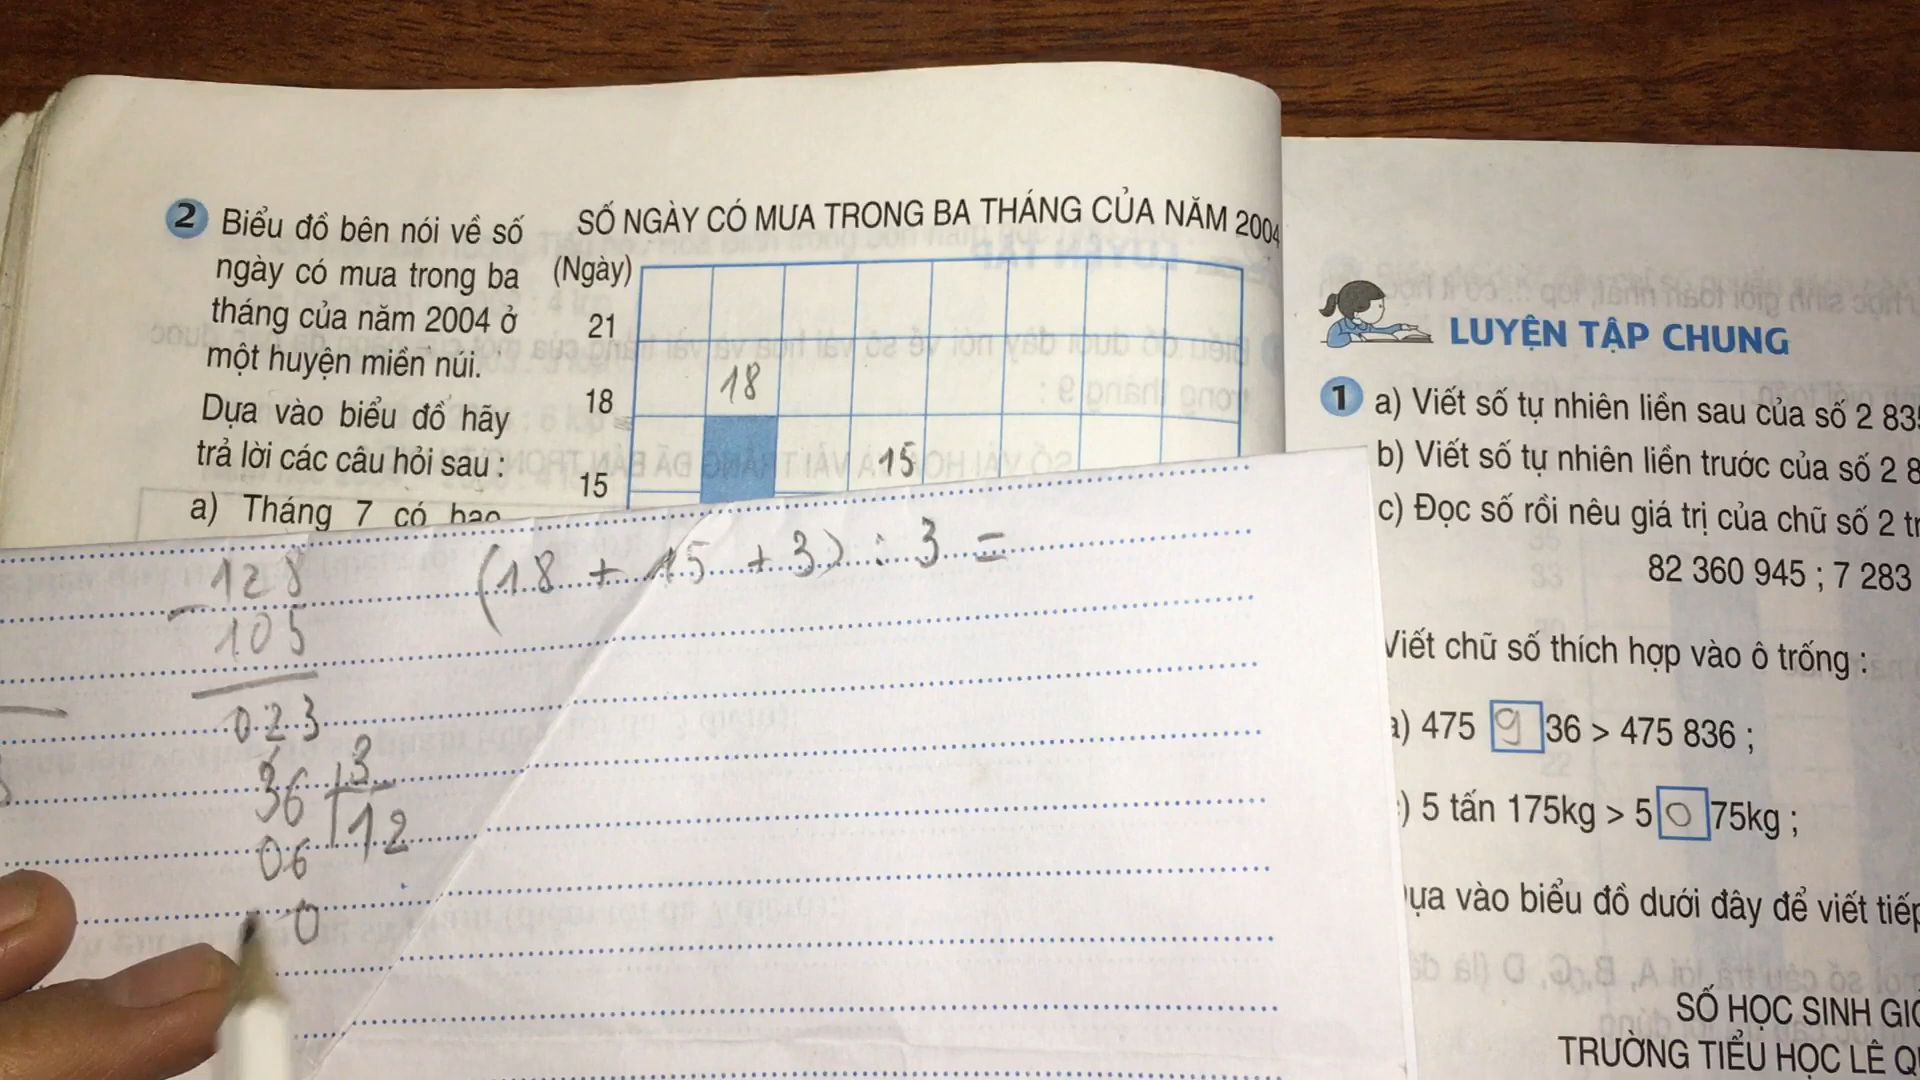 2 Biểu đồ bên nói về số
ngày có mưa trong ba
tháng của năm 2004 ở
một huyện miền núi.
Dựa vào biểu đồ hãy
trả lời các câu hỏi sau :
a) Tháng 7 có bao
SỐ NGÀY CÓ MƯA TRONG BA THÁNG CỦA NĂM 2004
(Ngày)
21
18
18
15
15
128
- 105
023
36 3
06 12
0
(18 + 15 + 3) : 3 =
LUYỆN TẬP CHUNG
1 a) Viết số tự nhiên liền sau của số 2 83
b) Viết số tự nhiên liền trước của số 2 8
c) Đọc số rồi nêu giá trị của chữ số 2 tr
82 360 945 ; 7 283
Viết chữ số thích hợp vào ô trống :
a) 475 9 36 > 475 836 ;
) 5 tấn 175kg > 5 0 75kg ;
ựa vào biểu đồ dưới đây để viết tiếp
SỐ HỌC SINH GIỎ
TRƯỜNG TIỂU HỌC LÊ Q